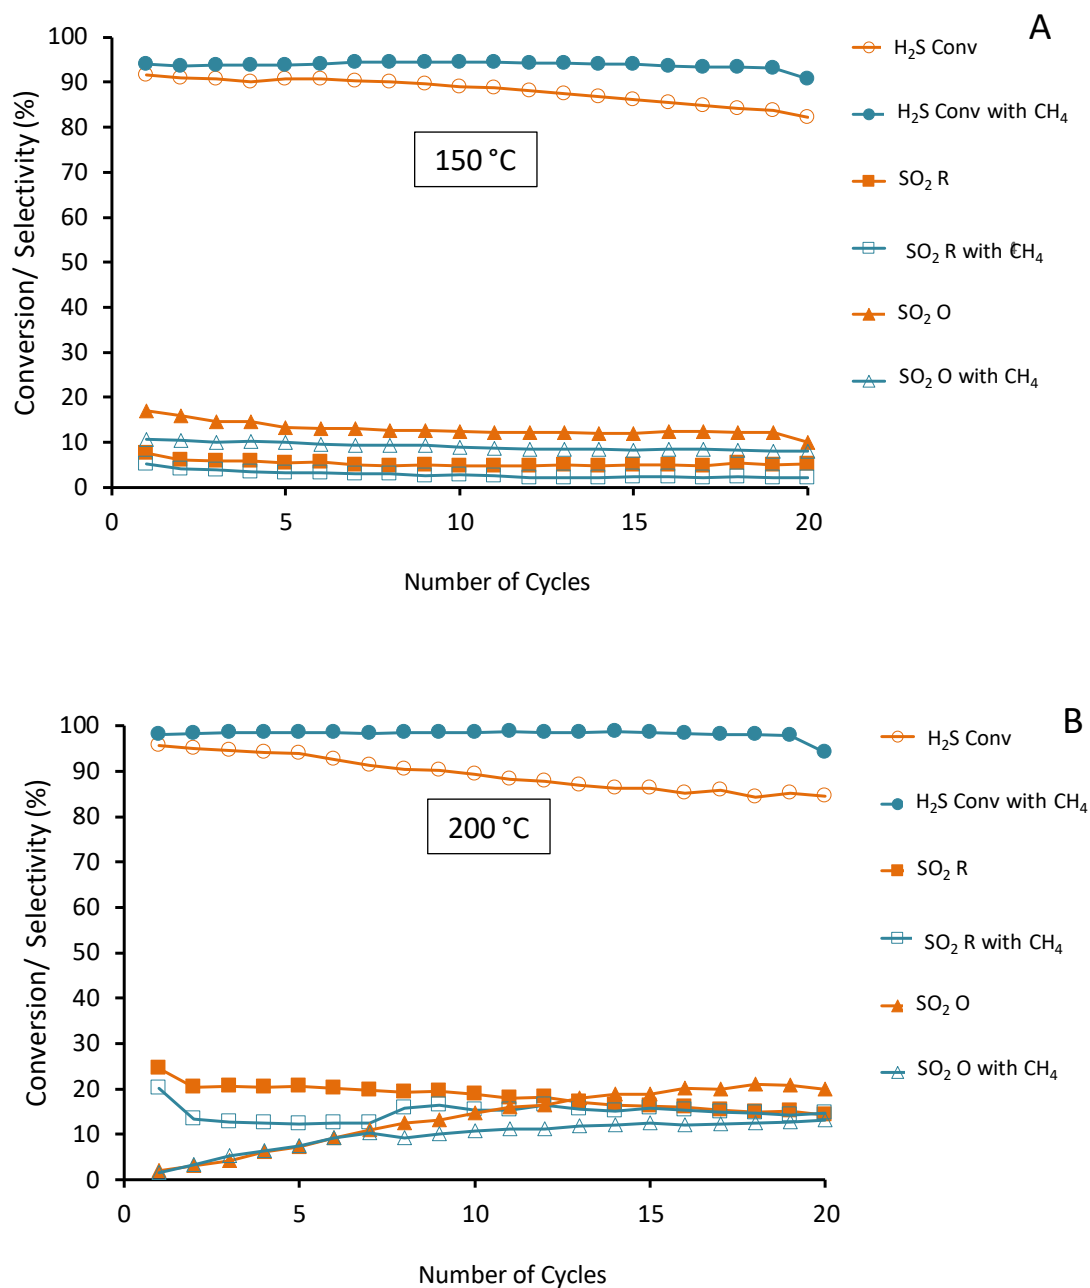 A
100
90
80
70
60
50
40
30
20
10
0
Conversion/ Selectivity (%)
150 °C
0
5
10
15
20
Number of Cycles
H₂S Conv
H₂S Conv with CH₄
SO₂ R
SO₂ R with CH₄
SO₂ O
SO₂ O with CH₄
B
100
90
80
70
60
50
40
30
20
10
0
Conversion/ Selectivity (%)
200 °C
0
5
10
15
20
Number of Cycles
H₂S Conv
H₂S Conv with CH₄
SO₂ R
SO₂ R with CH₄
SO₂ O
SO₂ O with CH₄